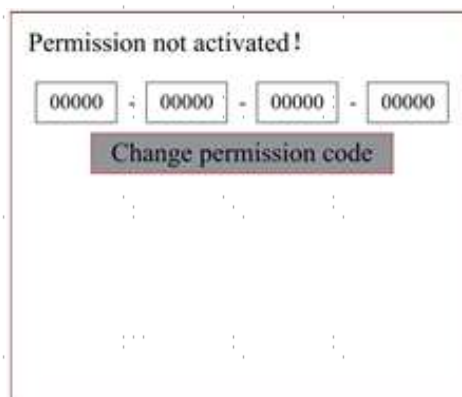 Permission not activated!
00000 - 00000 - 00000 - 00000
Change permission code